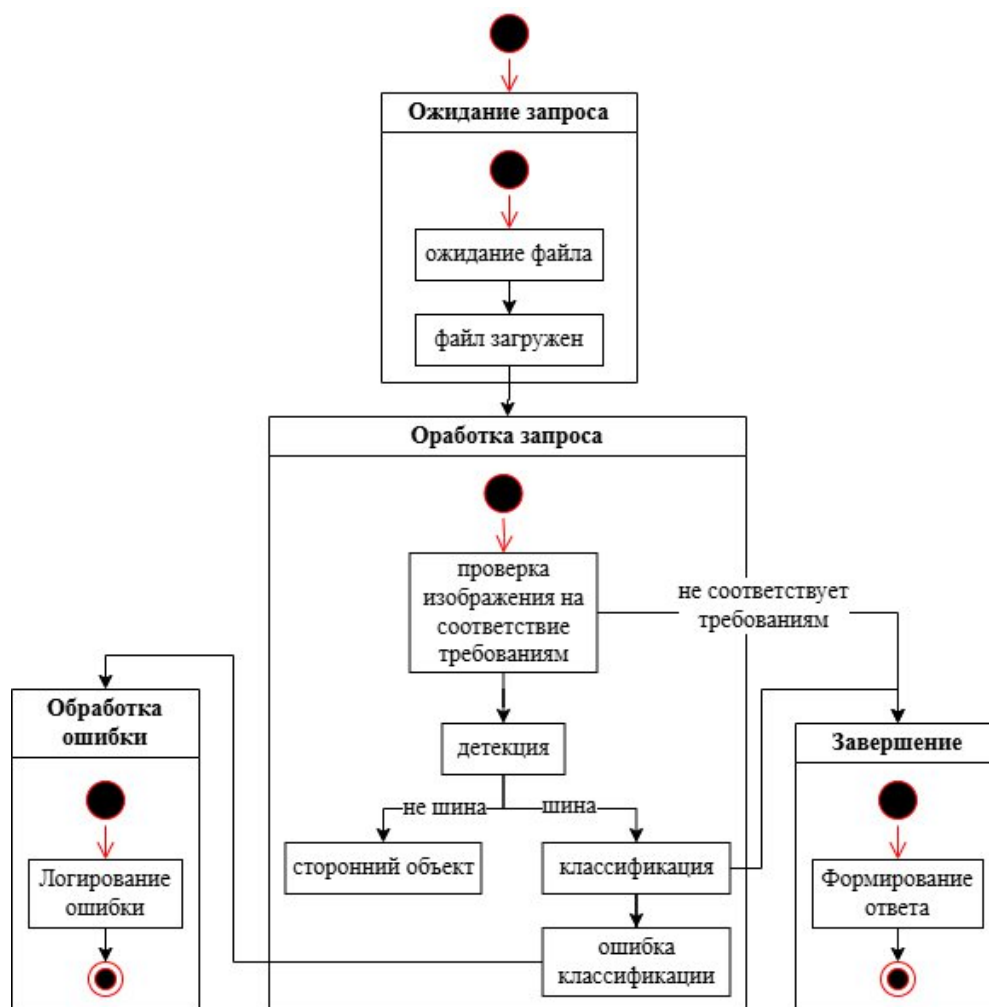 Ожидание запроса
ожидание файла
файл загружен
Оработка запроса
проверка
изображения на
соответствие
требованиям
не соответствует
требованиям
Обработка
ошибки
детекция
Завершение
не шина
шина
сторонний объект
классификация
Логирование
ошибки
Формирование
ответа
ошибка
классификации